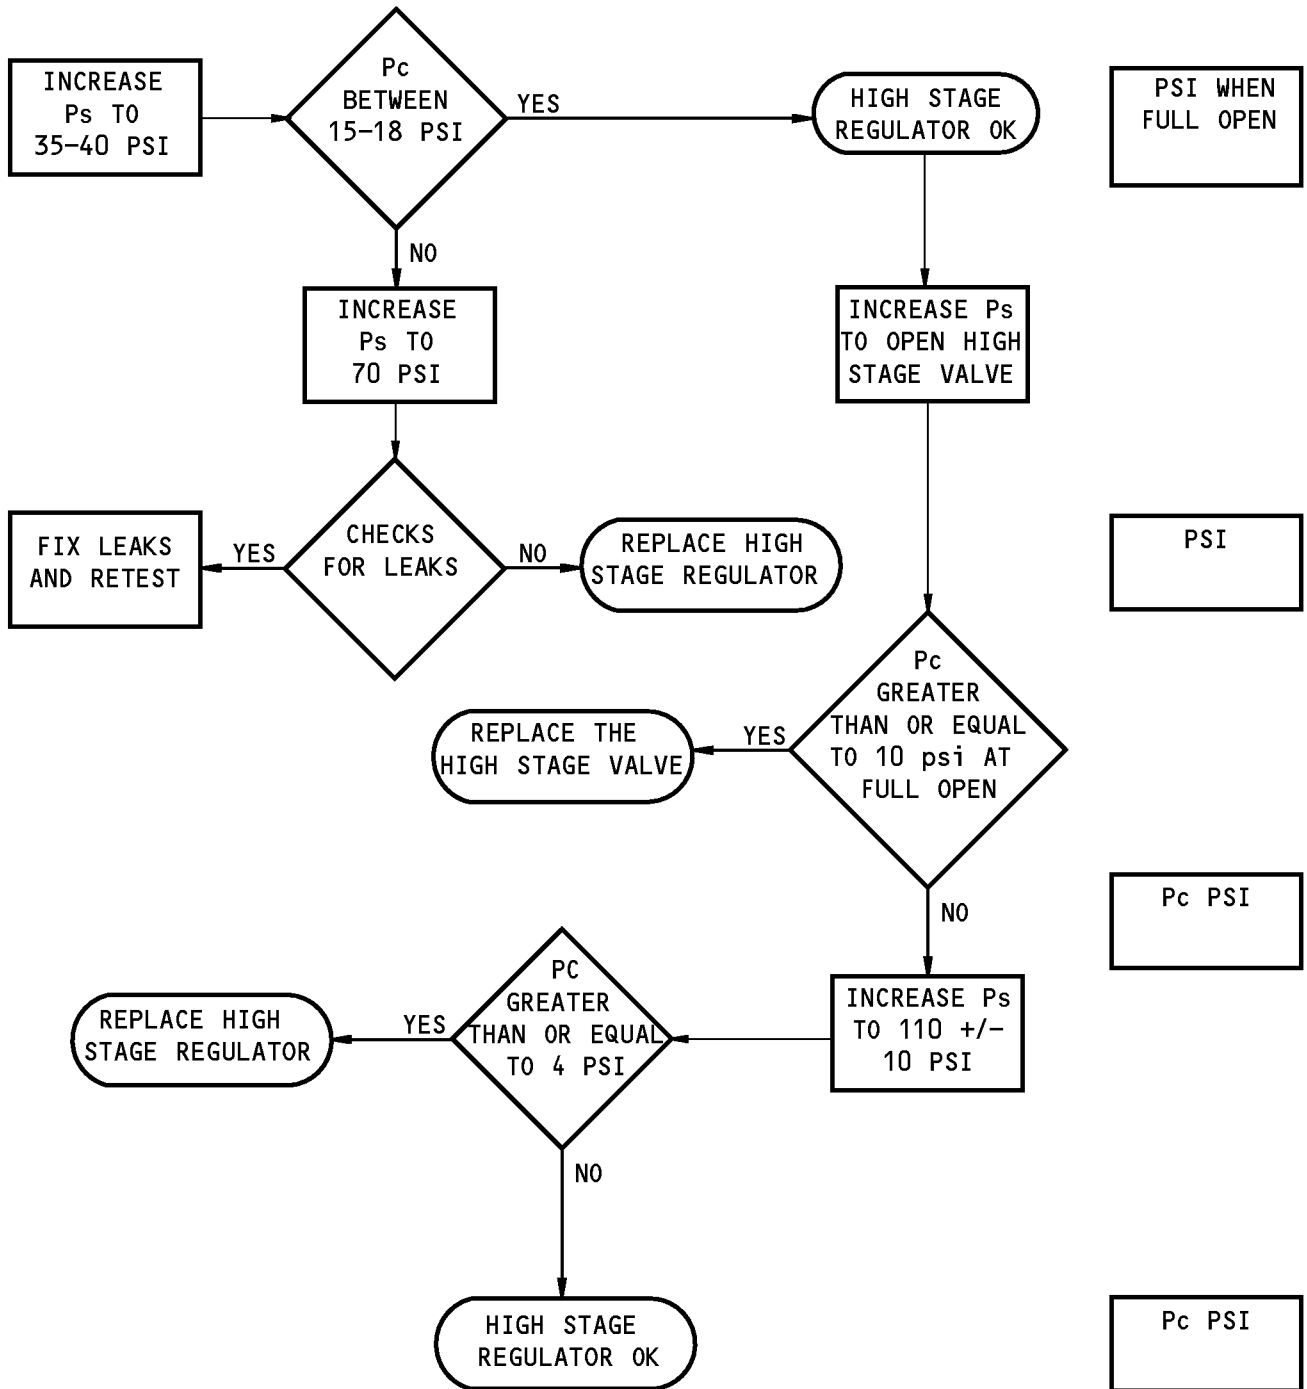 INCREASE
Ps TO
35-40 PSI
Pc
BETWEEN
15-18 PSI
YES
HIGH STAGE
REGULATOR OK
PSI WHEN
FULL OPEN
NO
INCREASE
Ps TO
70 PSI
INCREASE Ps
TO OPEN HIGH
STAGE VALVE
FIX LEAKS
AND RETEST
YES
CHECKS
FOR LEAKS
NO
REPLACE HIGH
STAGE REGULATOR
PSI
REPLACE THE
HIGH STAGE VALVE
YES
Pc
GREATER
THAN OR EQUAL
TO 10 psi AT
FULL OPEN
NO
Pc PSI
REPLACE HIGH
STAGE REGULATOR
YES
PC
GREATER
THAN OR EQUAL
TO 4 PSI
INCREASE Ps
TO 110 +/-
10 PSI
NO
HIGH STAGE
REGULATOR OK
Pc PSI